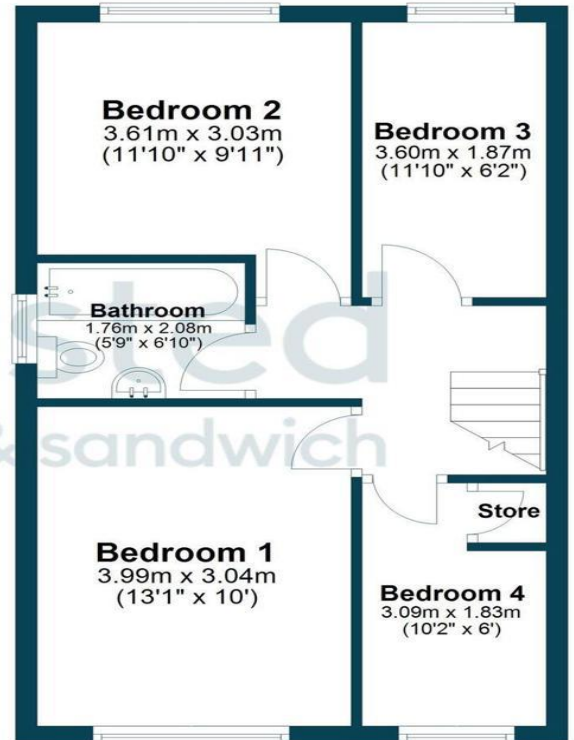 Bedroom 2
3.61m x 3.03m
(11'10" x 9'11")
Bedroom 3
3.60m x 1.87m
(11'10" x 6'2")
Bathroom
1.76m x 2.08m
(5'9" x 6'10")
sted
& sandwich
Store
Bedroom 1
3.99m x 3.04m
(13'1" x 10')
Bedroom 4
3.09m x 1.83m
(10'2" x 6')